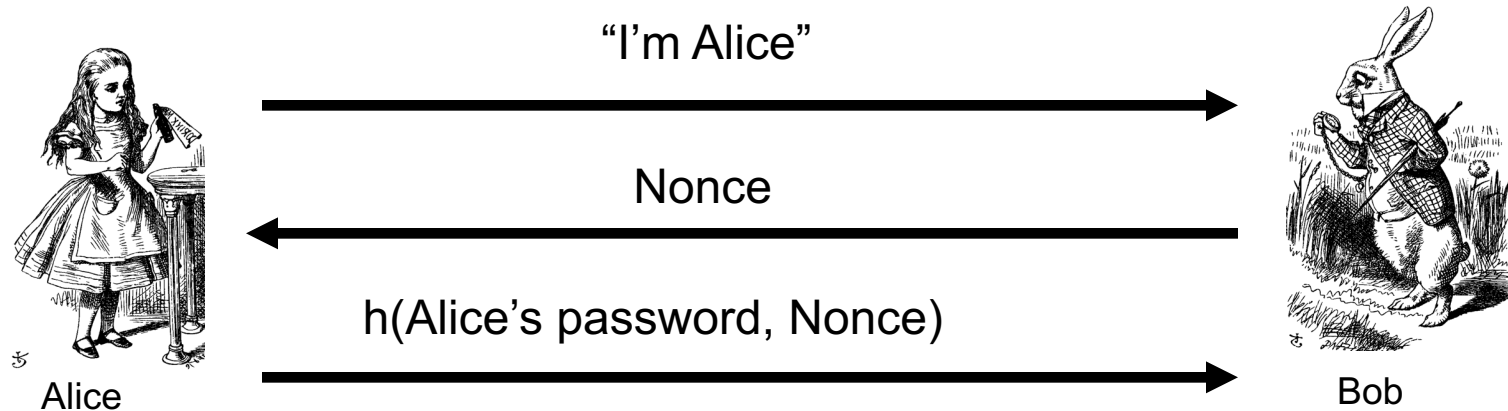 “I’m Alice”
Nonce
h(Alice’s password, Nonce)
Alice
Bob